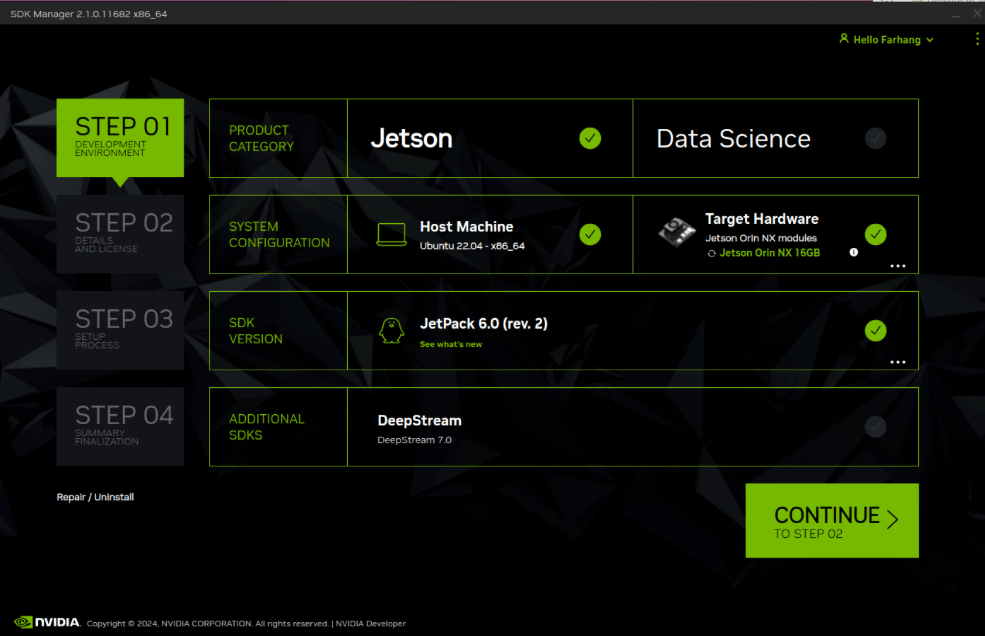 SDK Manager 2.1.0.11682 x86_64
Hello Farhang
STEP 01
DEVELOPMENT
ENVIRONMENT
PRODUCT
CATEGORY
Jetson
Data Science
STEP 02
DETAILS
AND LICENSE
SYSTEM
CONFIGURATION
Host Machine
Ubuntu 22.04 - x86_64
Target Hardware
Jetson Orin NX modules
Jetson Orin NX 16GB
STEP 03
SETUP
PROCESS
SDK
VERSION
JetPack 6.0 (rev. 2)
See what's new
STEP 04
SUMMARY
FINALIZATION
ADDITIONAL
SDKS
DeepStream
DeepStream 7.0
Repair / Uninstall
CONTINUE
TO STEP 02
NVIDIA. Copyright © 2024, NVIDIA CORPORATION. All rights reserved. | NVIDIA Developer